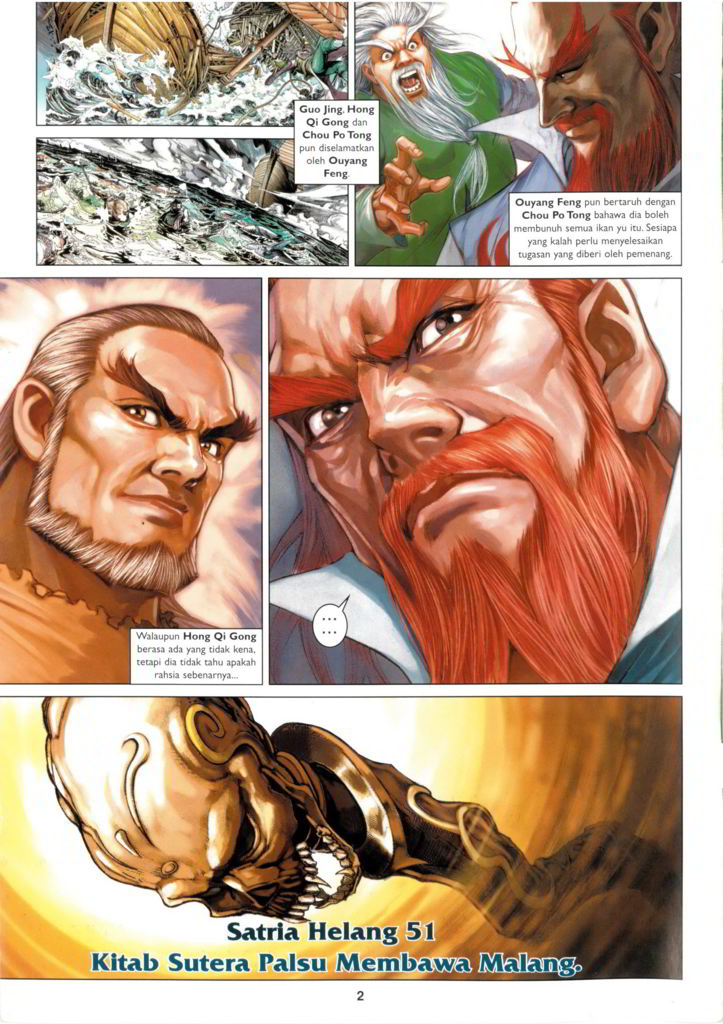 Guo Jing, Hong
Qi Gong dan
Chou Po Tong
pun diselamatkan
oleh Ouyang
Feng.
Ouyang Feng pun bertaruh dengan
Chou Po Tong bahawa dia boleh
membunuh semua ikan yu itu. Sesiapa
yang kalah perlu menyelesaikan
tugasan yang diberi oleh pemenang.
Walaupun Hong Qi Gong
berasa ada yang tidak kena,
tetapi dia tidak tahu apakah
rahsia sebenarnya...
...
...
Satria Helang 51
Kitab Sutera Palsu Membawa Malang.
2